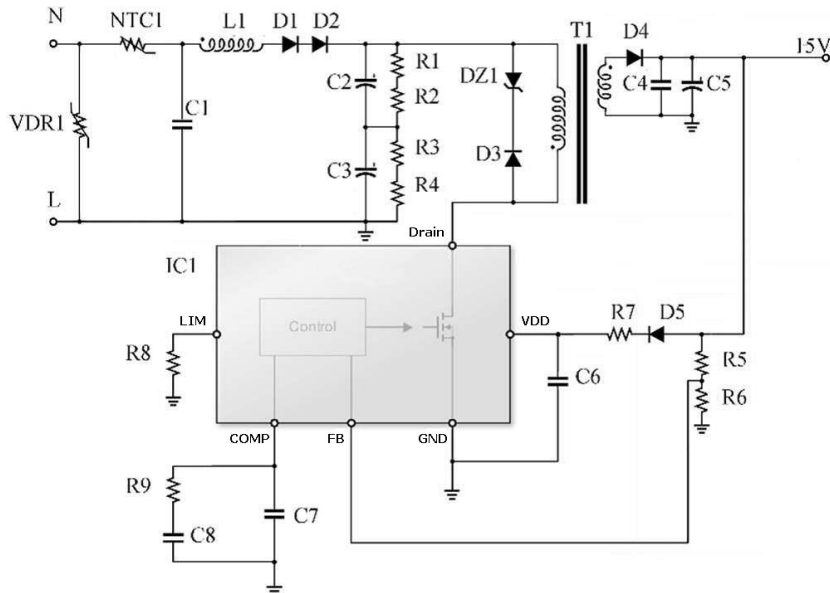 N NTC1 L1 D1 D2 T1 D4 15V
R1
C2 DZ1 C4 C5
R2
VDR1 C1
R3 D3
C3
R4
L
Drain
IC1
LIM Control VDD R7 D5
R8 R5
C6 R6
COMP FB GND
R9
C7
C8